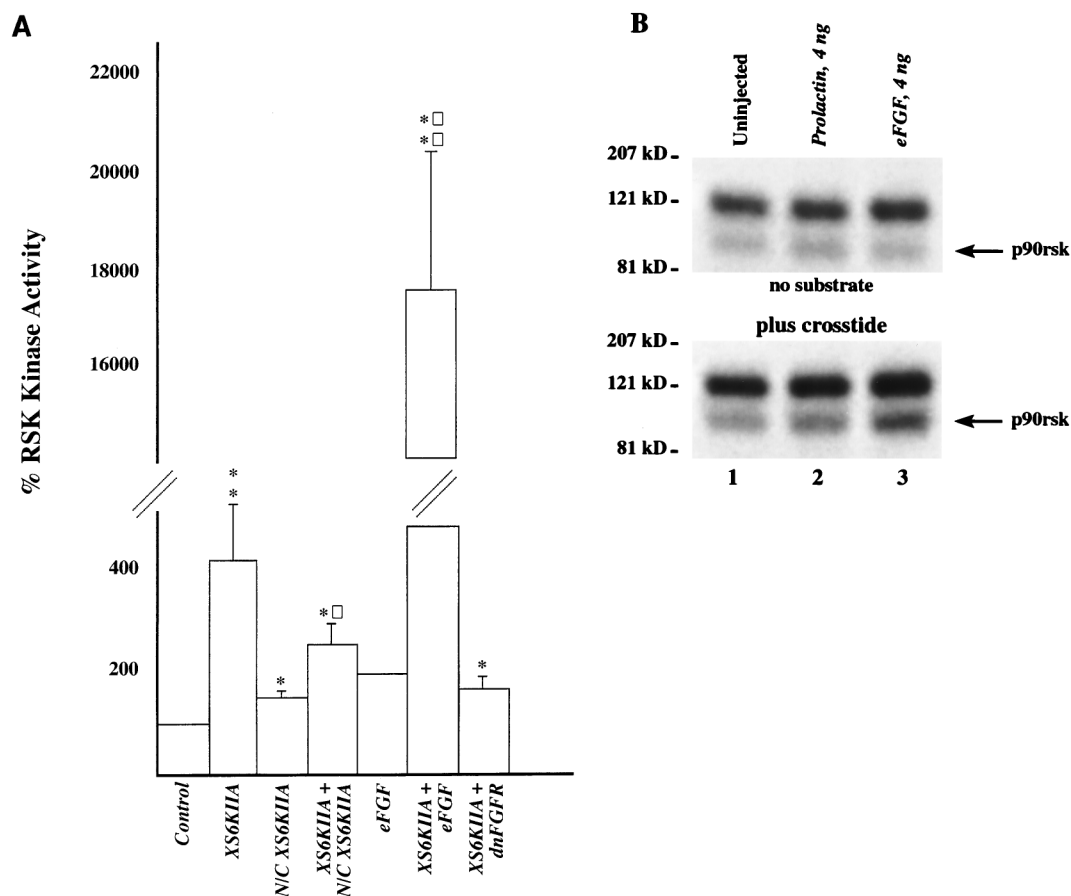 A
% RSK Kinase Activity
22000
20000
18000
16000
400
200
*□
*□
*
*
*
*□
*
Control
XS6KIIA
N/C XS6KIIA
XS6KIIA +
N/C XS6KIIA
eFGF
XS6KIIA +
eFGF
XS6KIIA +
dnFGFR
B
Uninjected
Prolactin, 4 ng
eFGF, 4 ng
207 kD
121 kD
81 kD
p90rsk
no substrate
plus crosstide
207 kD
121 kD
81 kD
p90rsk
1 2 3